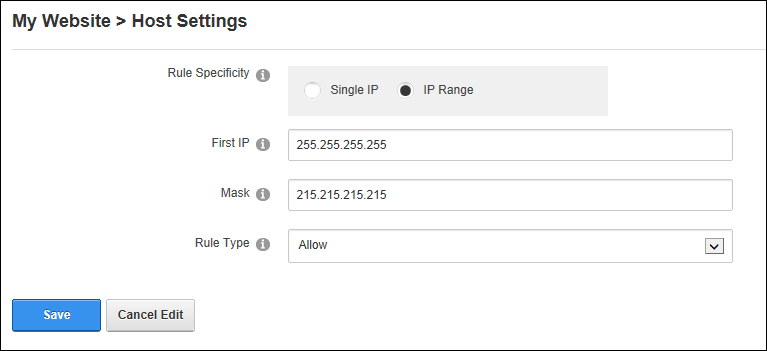 My Website > Host Settings
Rule Specificity
Single IP IP Range
First IP 255.255.255.255
Mask 215.215.215.215
Rule Type Allow
Save Cancel Edit